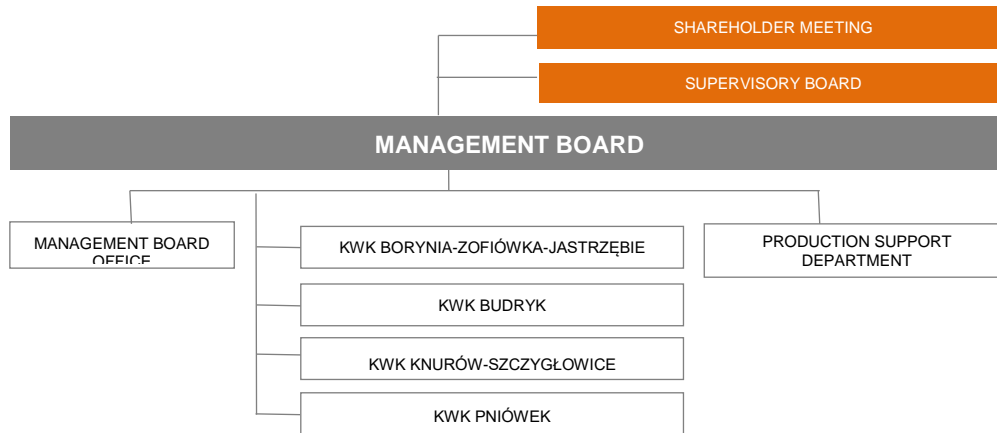 SHAREHOLDER MEETING
SUPERVISORY BOARD
MANAGEMENT BOARD
MANAGEMENT BOARD
OFFICE
KWK BORYNIA-ZOFIÓWKA-JASTRZĘBIE
KWK BUDRYK
KWK KNURÓW-SZCZYGŁOWICE
KWK PNIÓWEK
PRODUCTION SUPPORT
DEPARTMENT